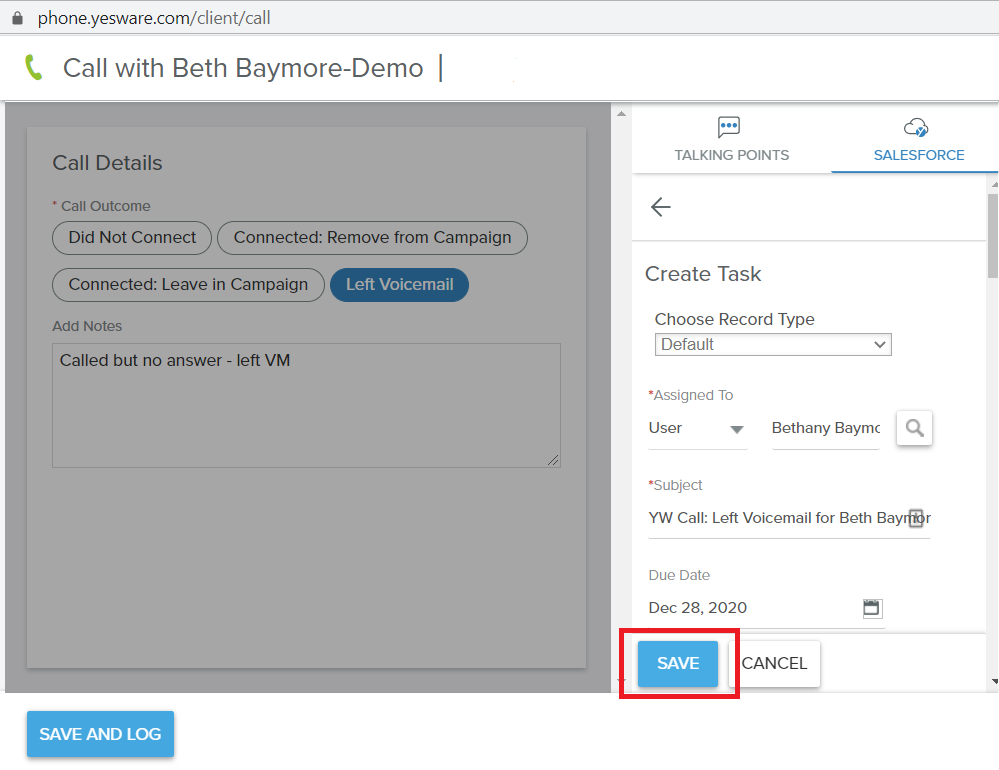 phone.yesware.com/client/call
Call with Beth Baymore-Demo |
Call Details
* Call Outcome
Did Not Connect
Connected: Remove from Campaign
Connected: Leave in Campaign
Left Voicemail
Add Notes
Called but no answer - left VM
SAVE AND LOG
TALKING POINTS
SALESFORCE
Create Task
Choose Record Type
Default
*Assigned To
User
Bethany Baymo
*Subject
YW Call: Left Voicemail for Beth Baymor
Due Date
Dec 28, 2020
SAVE
CANCEL